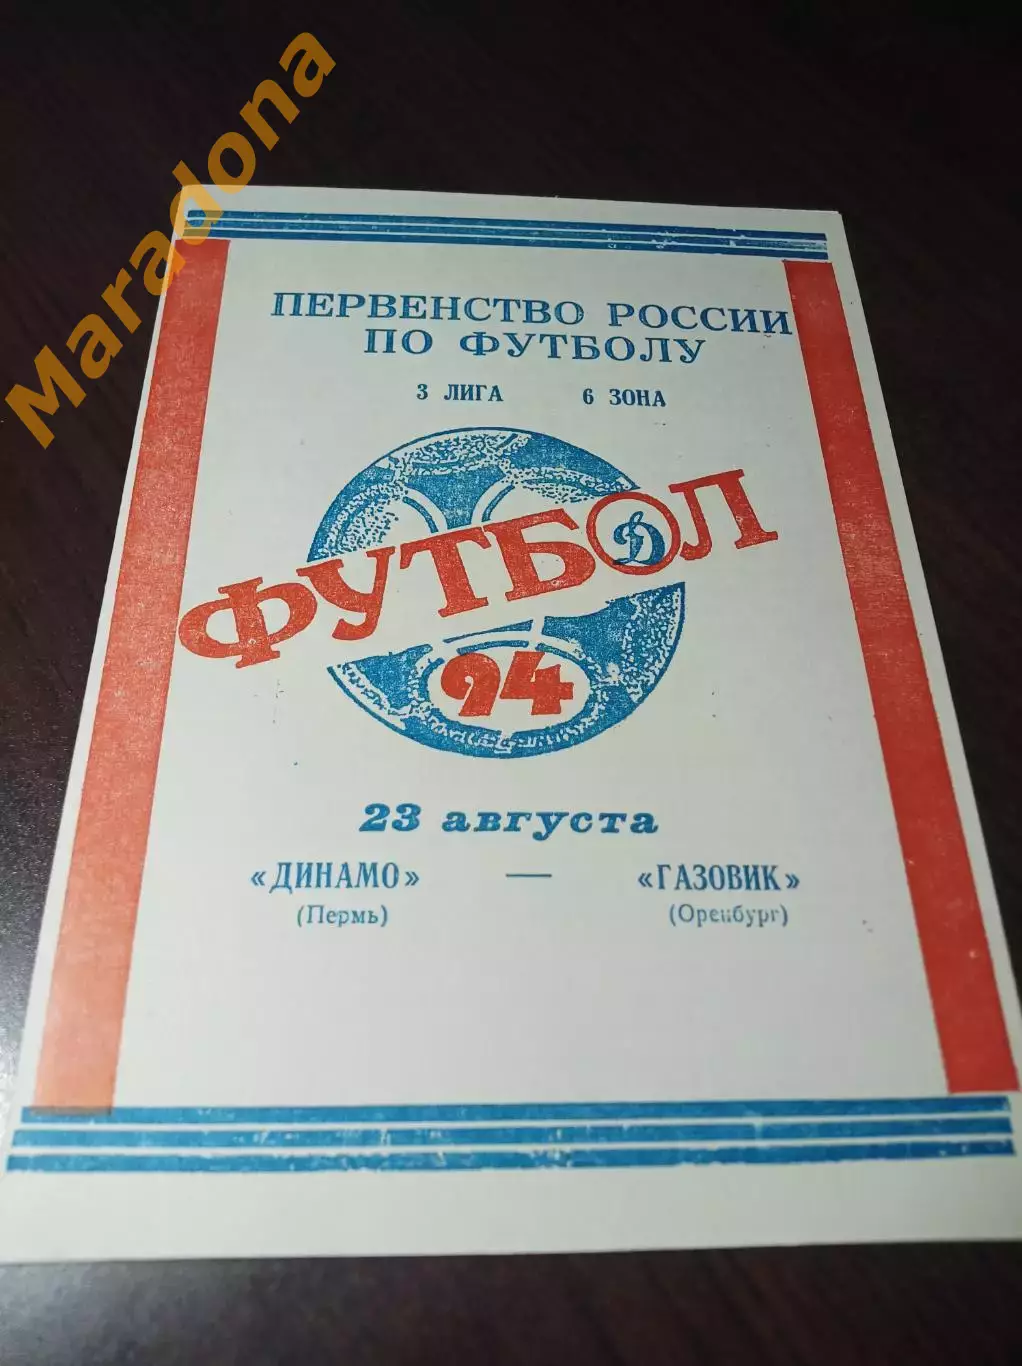 Maradona
ПЕРВЕНСТВО РОССИИ
ПО ФУТБОЛУ
3 ЛИГА 6 ЗОНА
ФУТБОЛ
Д
94
23 августа
«ДИНАМО» — «ГАЗОВИК»
(Пермь) (Оренбург)